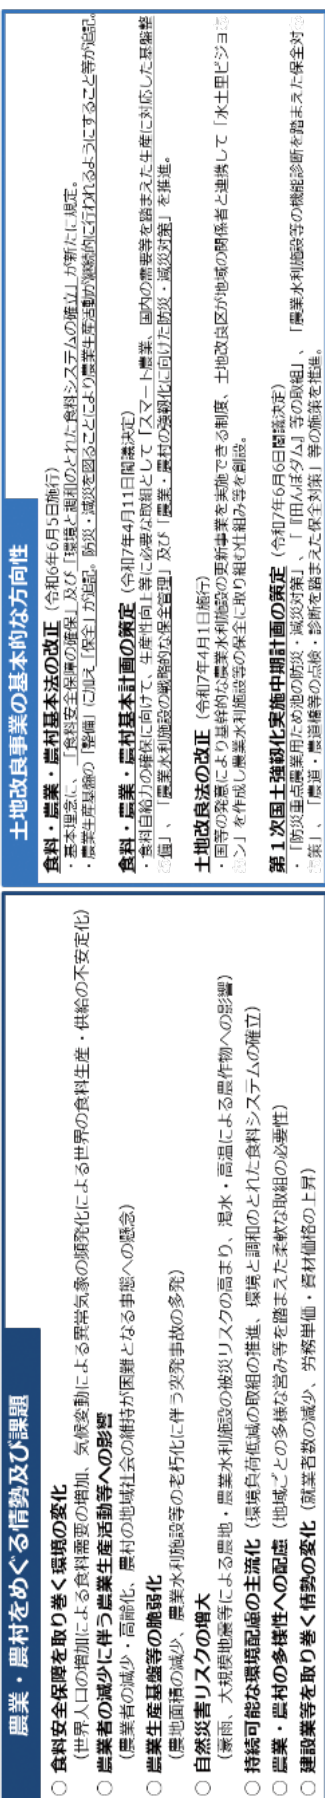 農業・農村をめぐる情勢及び課題
○ 食料安全保障を取り巻く環境の変化
（世界人口の増加による食料需要の増加、気候変動による異常気象の頻発化による世界の食料生産・供給の不安定化）
○ 農業者の減少に伴う農業生産活動等への影響
（農業者の減少・高齢化、農村の地域社会の維持が困難となる事態への懸念）
○ 農業生産基盤等の脆弱化
（農地面積の減少、農業水利施設等の老朽化に伴う突発事故の多発）
○ 自然災害リスクの増大
（豪雨、大規模地震等による農地・農業水利施設の被災リスクの高まり、渇水・高温による農作物への影響）
○ 持続可能な環境配慮の主流化（環境負荷低減の取組の推進、環境と調和のとれた食料システムの確立）
○ 農業・農村の多様性への配慮（地域ごとの多様な営み等を踏まえた柔軟な取組の必要性）
○ 建設業等を取り巻く情勢の変化（就業者数の減少、労務単価・資材価格の上昇）
土地改良事業の基本的な方向性
食料・農業・農村基本法の改正（令和6年6月5日施行）
・基本理念に、「食料安全保障の確保」及び「環境と調和のとれた食料システムの確立」が新たに規定。
・農業生産基盤の「整備」に加え「保全」が追記。防災・減災を図ることにより農業生産活動が継続的に行われるようにすること等が追記。
食料・農業・農村基本計画の策定（令和7年4月11日閣議決定）
・食料自給力の確保に向けて、生産性向上等に必要な取組として「スマート農業、国内の需要等を踏まえた生産に対応した基盤整
備」、「農業水利施設の戦略的な保全管理」及び「農業・農村の強靱化に向けた防災・減災対策」を推進。
土地改良法の改正（令和7年4月1日施行）
・国等の発意により基幹的な農業水利施設の更新事業を実施できる制度、土地改良区が地域の関係者と連携して「水土里ビジョ
ン」を作成し農業水利施設等の保全に取り組む仕組み等を創設。
第１次国土強靱化実施中期計画の策定（令和7年6月6日閣議決定）
・「防災重点農業用ため池の防災・減災対策」、「『田んぼダム』等の取組」、「農業水利施設等の機能診断を踏まえた保全対
策」、「農道・農道橋等の点検・診断を踏まえた保全対策」等の施策を推進。